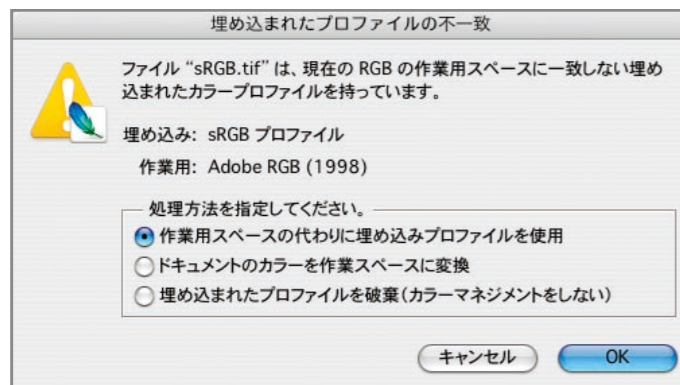 埋め込まれたプロファイルの不一致
ファイル “sRGB.tif” は、現在の RGB の作業用スペースに一致しない埋め
込まれたカラープロファイルを持っています。
埋め込み: sRGB プロファイル
作業用: Adobe RGB (1998)
処理方法を指定してください。
作業用スペースの代わりに埋め込みプロファイルを使用
ドキュメントのカラーを作業スペースに変換
埋め込まれたプロファイルを破棄(カラーマネジメントをしない)
キャンセル OK